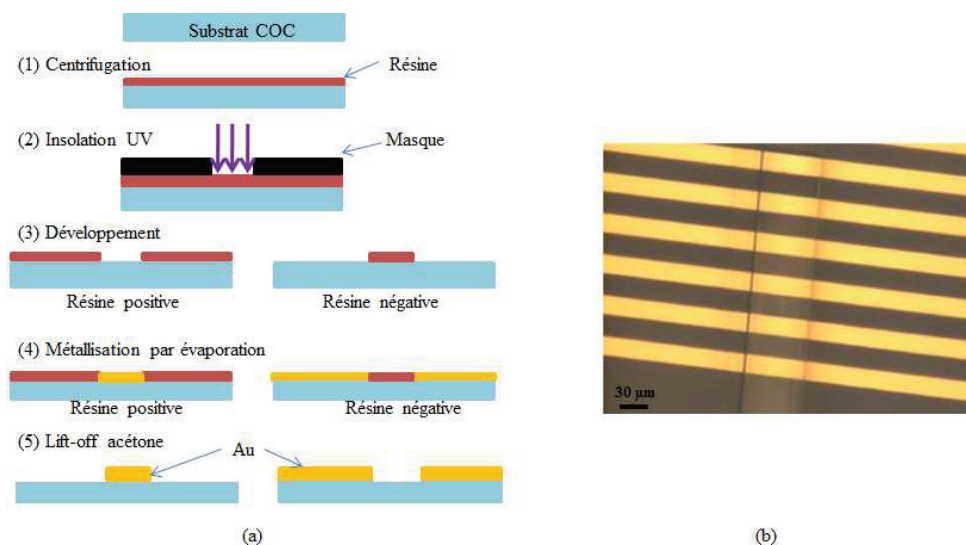 Substrat COC
(1) Centrifugation
Résine
(2) Insolation UV
Masque
(3) Développement
Résine positive
Résine négative
(4) Métallisation par évaporation
Résine positive
Résine négative
(5) Lift-off acétone
Au
30 µm
(a)
(b)